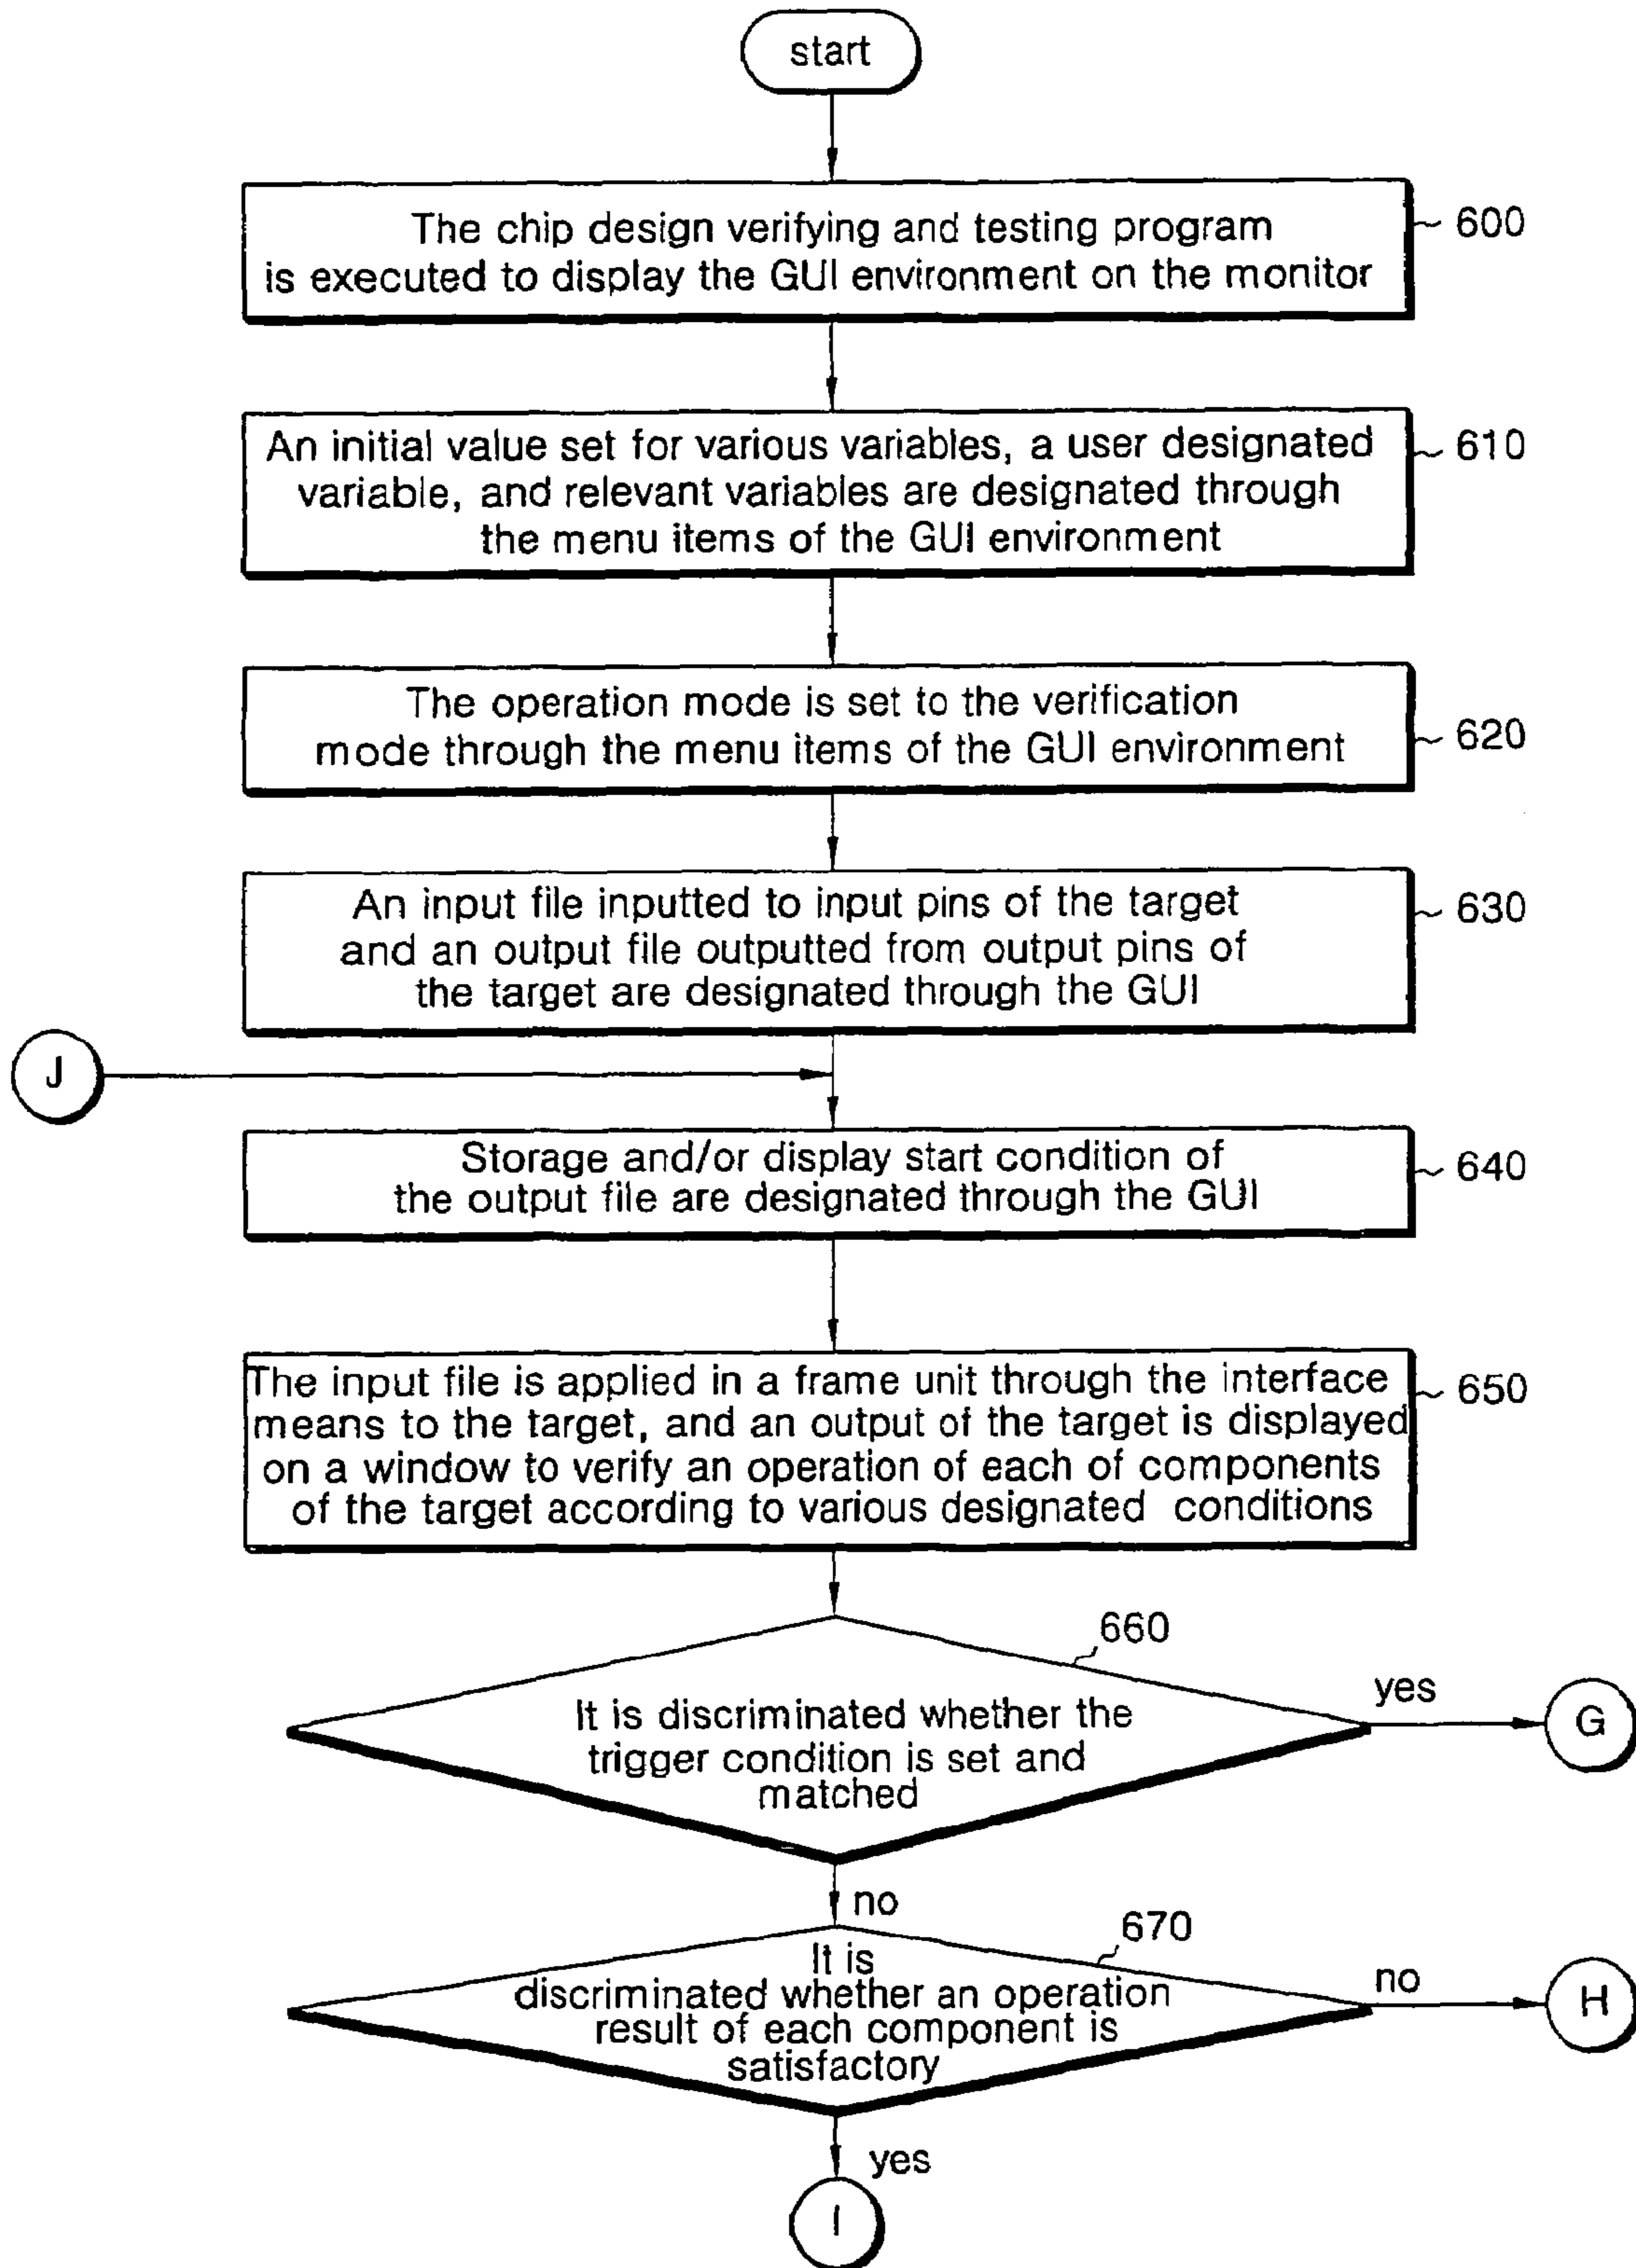 start
The chip design verifying and testing program
is executed to display the GUI environment on the monitor
600
An initial value set for various variables, a user designated
variable, and relevant variables are designated through
the menu items of the GUI environment
610
The operation mode is set to the verification
mode through the menu items of the GUI environment
620
An input file inputted to input pins of the target
and an output file outputted from output pins of
the target are designated through the GUI
630
J
Storage and/or display start condition of
the output file are designated through the GUI
640
The input file is applied in a frame unit through the interface
means to the target, and an output of the target is displayed
on a window to verify an operation of each of components
of the target according to various designated conditions
650
660
It is discriminated whether the
trigger condition is set and
matched
yes
G
no
670
It is
discriminated whether an operation
result of each component is
satisfactory
no
H
yes
I